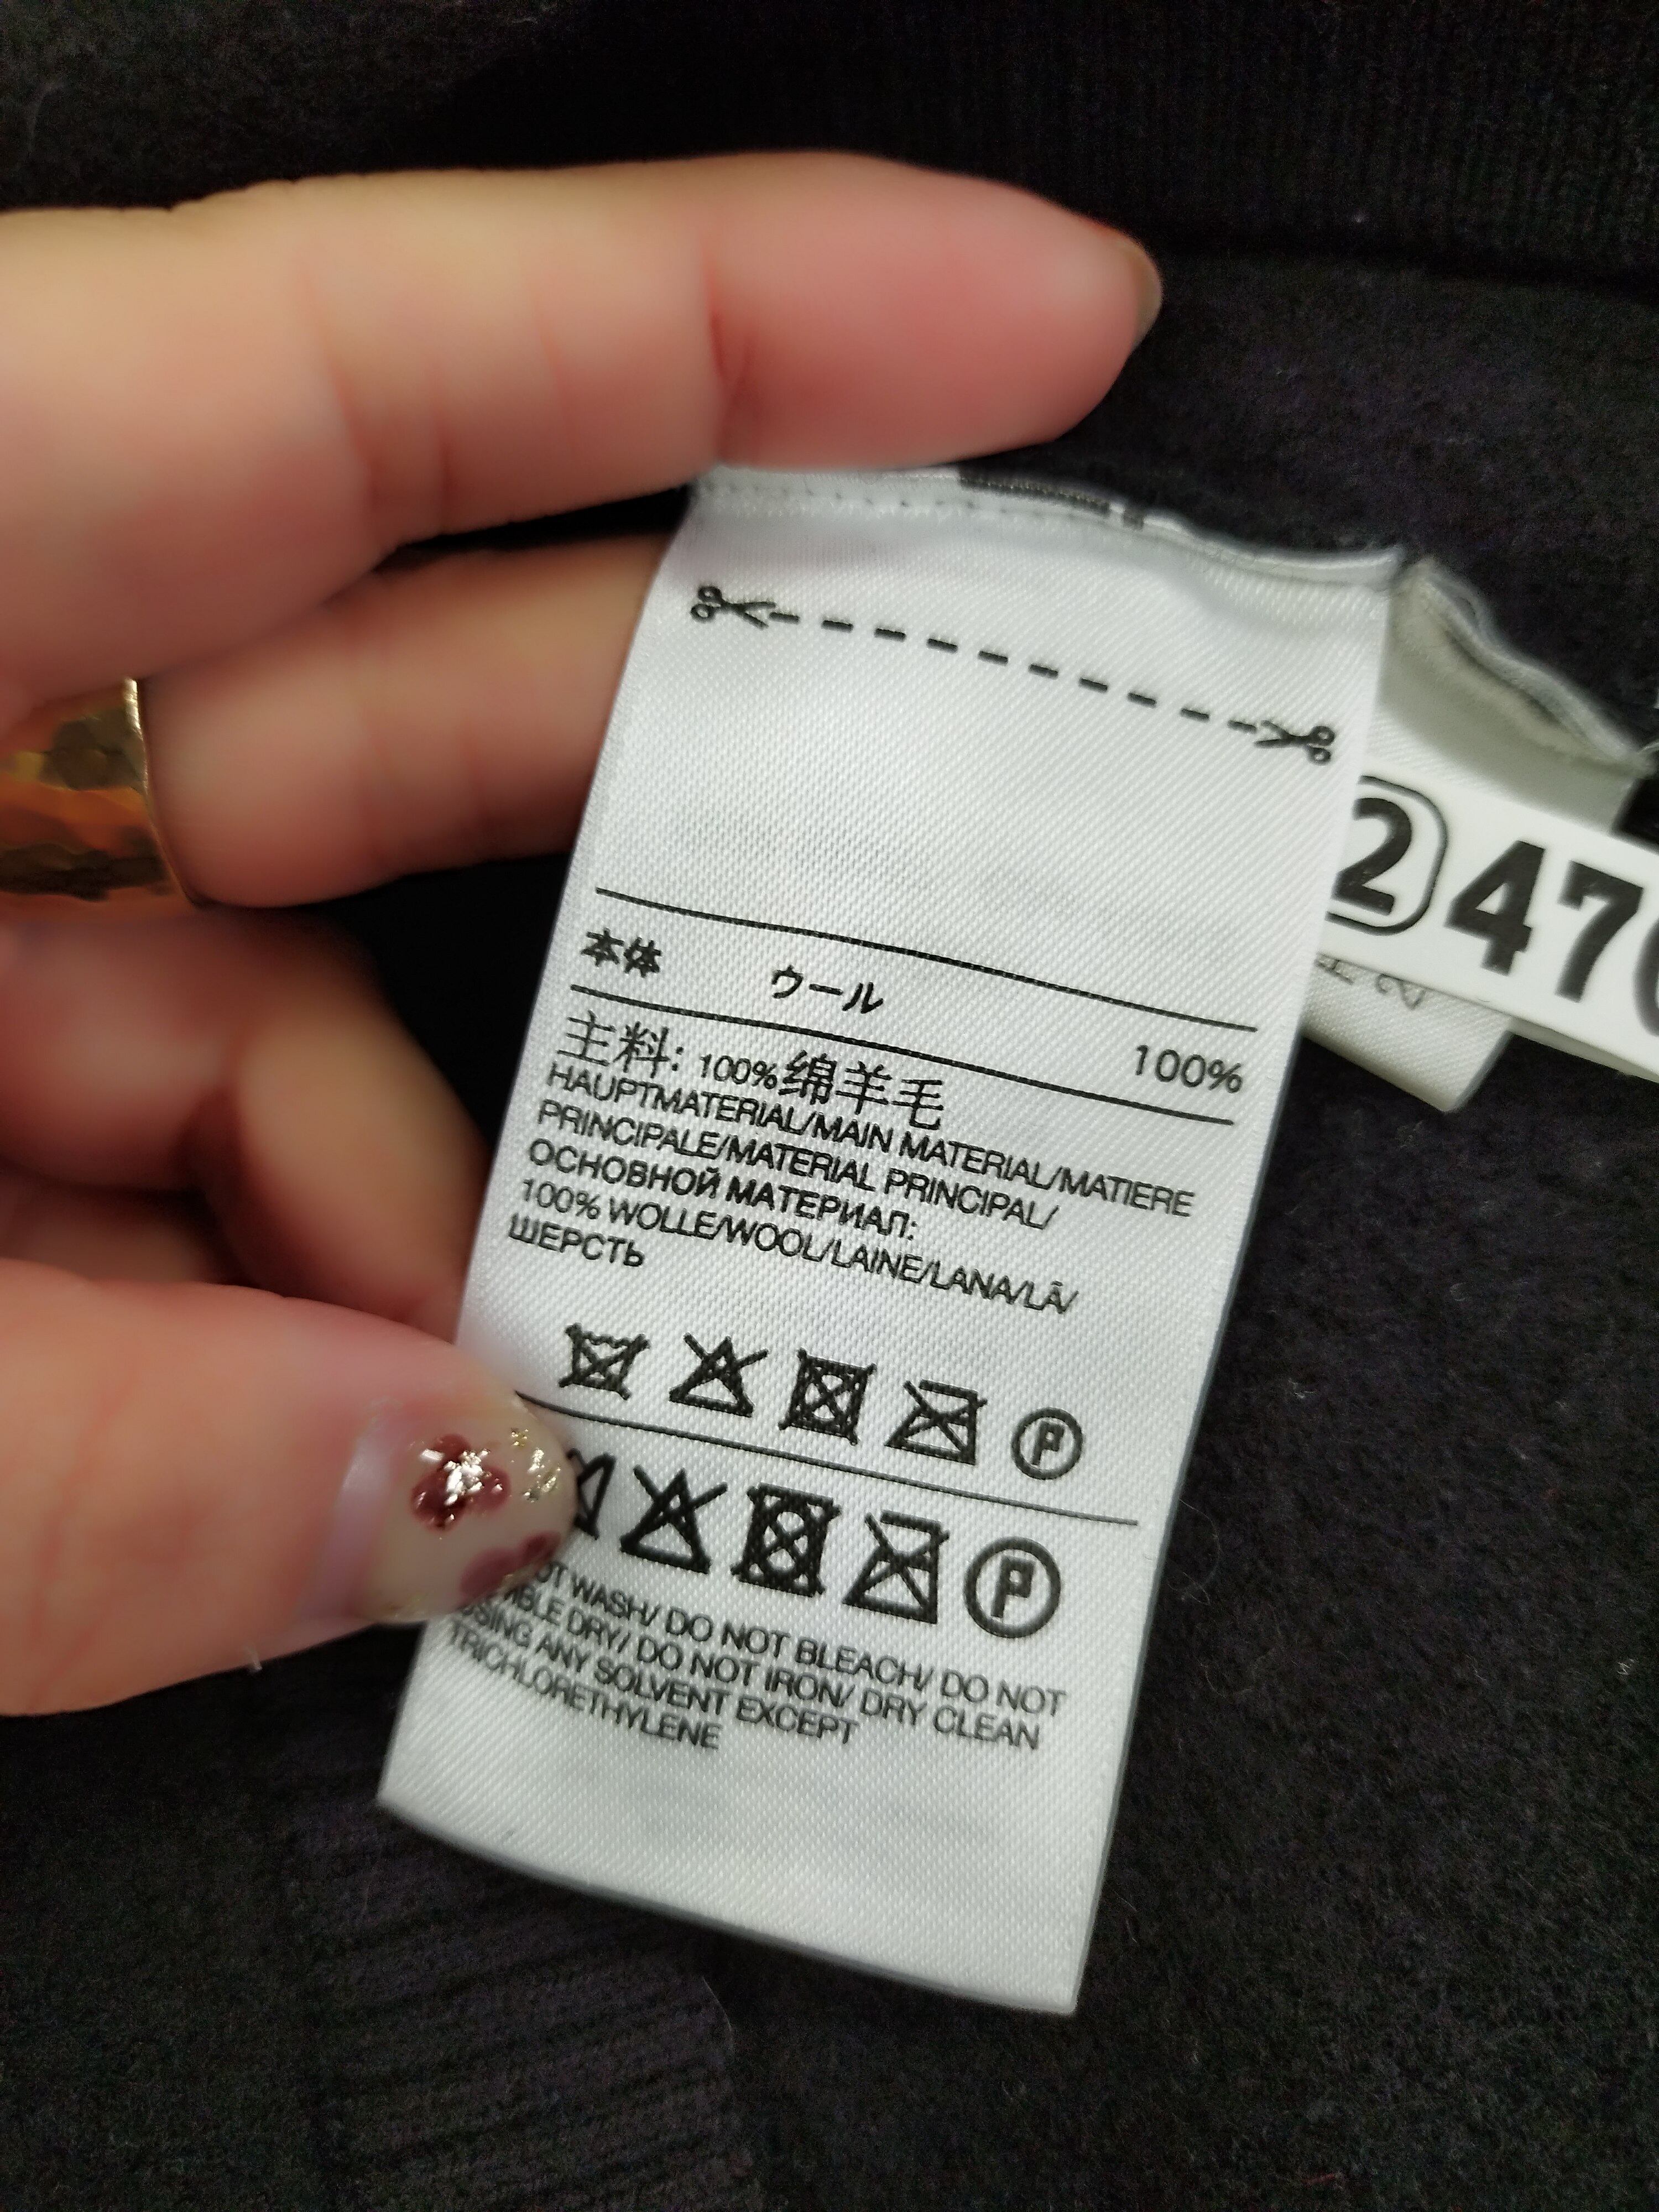 本体 ウール 100%
主料: 100%绵羊毛
HAUPTMATERIAL/MAIN MATERIAL/MATIERE
PRINCIPALE/MATERIAL PRINCIPAL/
ОСНОВНОЙ МАТЕРИАЛ:
100% WOLLE/WOOL/LAINE/LANA/LÃ/
ШЕРСТЬ
P
P
WASH/ DO NOT BLEACH/ DO NOT
DRY/ DO NOT IRON/ DRY CLEAN
USING ANY SOLVENT EXCEPT
TRICHLORETHYLENE
2 47